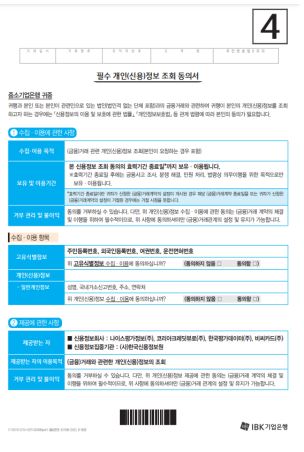 4
필수 개인(신용)정보 조회 동의서
중소기업은행 귀중
귀행과 본인 또는 본인이 관련인으로 있는 법인(법인격 없는 단체 포함)과의 금융거래와 관련하여 귀행이 본인의 개인(신용)정보를 조회
하고자 하는 경우에는 「신용정보의 이용 및 보호에 관한 법률」, 「개인정보보호법」 등 관계 법령에 따라 본인의 동의가 필요합니다.
1 수집·이용에 관한 사항
수집·이용 목적
(금융)거래 관련 개인(신용)정보 조회(본인이 요청하는 경우 포함)
보유 및 이용기간
본 신용정보 조회 동의의 효력기간 종료일*까지 보유·이용됩니다.
※효력기간 종료일 후에는 금융사고 조사, 분쟁 해결, 민원 처리, 법령상 의무이행을 위한 목적으로만
보유·이용됩니다.
거부 권리 및 불이익
동의를 거부하실 수 있습니다. 다만, 위 개인(신용)정보 수집·이용에 관한 동의는 (금융)거래 계약의 체결
및 이행을 위하여 필수적이므로, 위 사항에 동의하셔야만 (금융)거래관계의 설정 및 유지가 가능합니다.
수집·이용 항목
고유식별정보
주민등록번호, 외국인등록번호, 여권번호, 운전면허번호
위 고유식별정보 수집·이용에 동의하십니까?
(동의하지 않음 □ 동의함 □)
개인(신용)정보
- 일반개인정보
성명, 국내거소신고번호, 주소, 연락처
위 개인(신용)정보 수집·이용에 동의하십니까?
(동의하지 않음 □ 동의함 □)
2 제공에 관한 사항
제공받는 자
■ 신용정보회사 : 나이스평가정보(주), 코리아크레딧뷰로(주), 한국평가데이터(주), 비씨카드(주)
■ 신용정보집중기관 : (사)한국신용정보원
제공받는 자의 이용목적
(금융)거래와 관련한 개인(신용)정보의 조회
거부 권리 및 불이익
동의를 거부하실 수 있습니다. 다만, 위 개인(신용)정보 제공에 관한 동의는 (금융)거래 계약의 체결 및
이행을 위하여 필수적이므로, 위 사항에 동의하셔야만 (금융)거래 관계의 설정 및 유지가 가능합니다.
IBK기업은행